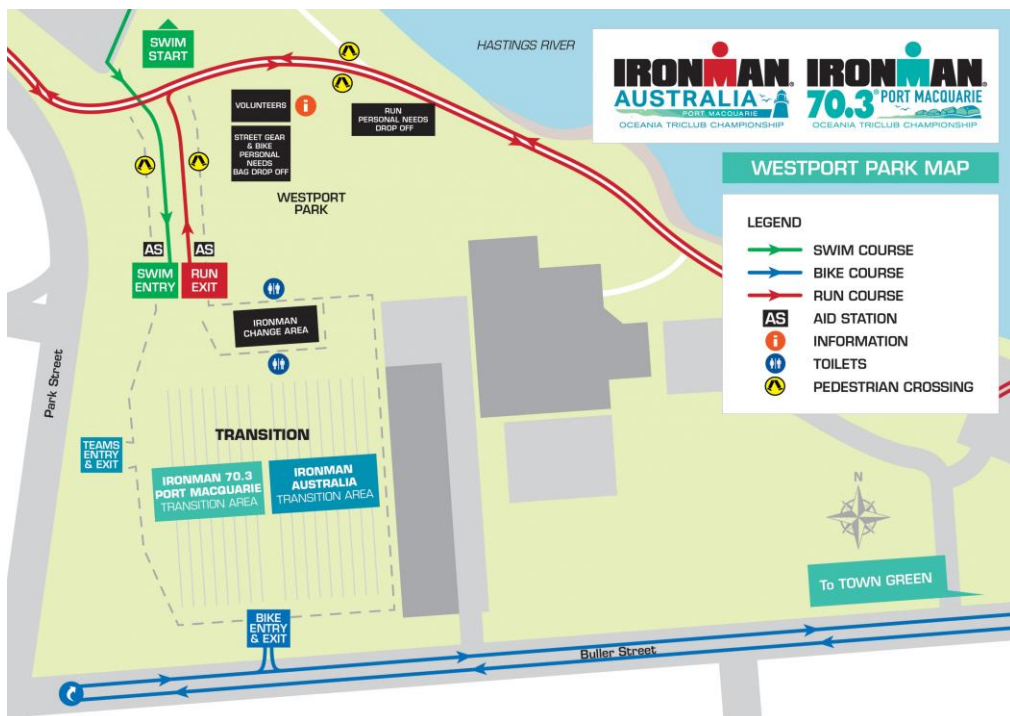 SWIM
START
HASTINGS RIVER
IRONMAN®
AUSTRALIA
PORT MACQUARIE
OCEANIA TRICLUB CHAMPIONSHIP
IRONMAN®
70.3® PORT MACQUARIE
OCEANIA TRICLUB CHAMPIONSHIP
WESTPORT PARK MAP
LEGEND
SWIM COURSE
BIKE COURSE
RUN COURSE
AS AID STATION
i INFORMATION
TOILETS
PEDESTRIAN CROSSING
VOLUNTEERS
i
RUN
PERSONAL NEEDS
DROP OFF
STREET GEAR
& BIKE
PERSONAL
NEEDS
BAG DROP OFF
WESTPORT
PARK
AS
AS
SWIM
ENTRY
RUN
EXIT
IRONMAN
CHANGE AREA
Park Street
TRANSITION
TEAMS
ENTRY
& EXIT
IRONMAN 70.3
PORT MACQUARIE
TRANSITION AREA
IRONMAN
AUSTRALIA
TRANSITION AREA
N
To TOWN GREEN
BIKE
ENTRY
& EXIT
Buller Street